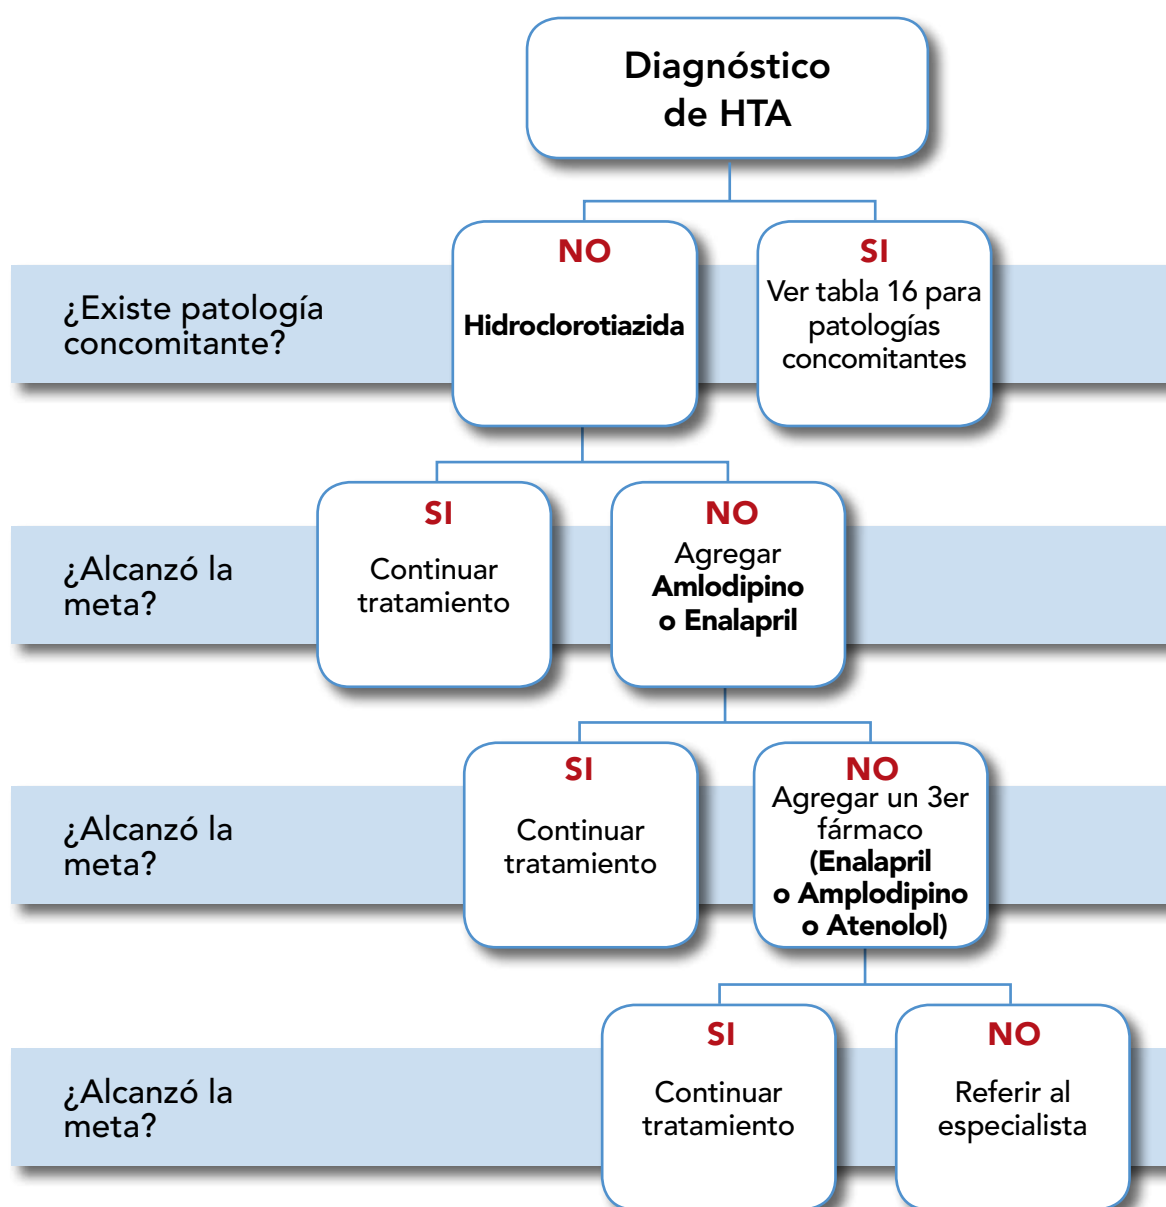 Diagnóstico
de HTA
¿Existe patología
concomitante?
NO
Hidroclorotiazida
SI
Ver tabla 16 para
patologías
concomitantes
¿Alcanzó la
meta?
SI
Continuar
tratamiento
NO
Agregar
Amlodipino
o Enalapril
¿Alcanzó la
meta?
SI
Continuar
tratamiento
NO
Agregar un 3er
fármaco
(Enalapril
o Amplodipino
o Atenolol)
¿Alcanzó la
meta?
SI
Continuar
tratamiento
NO
Referir al
especialista